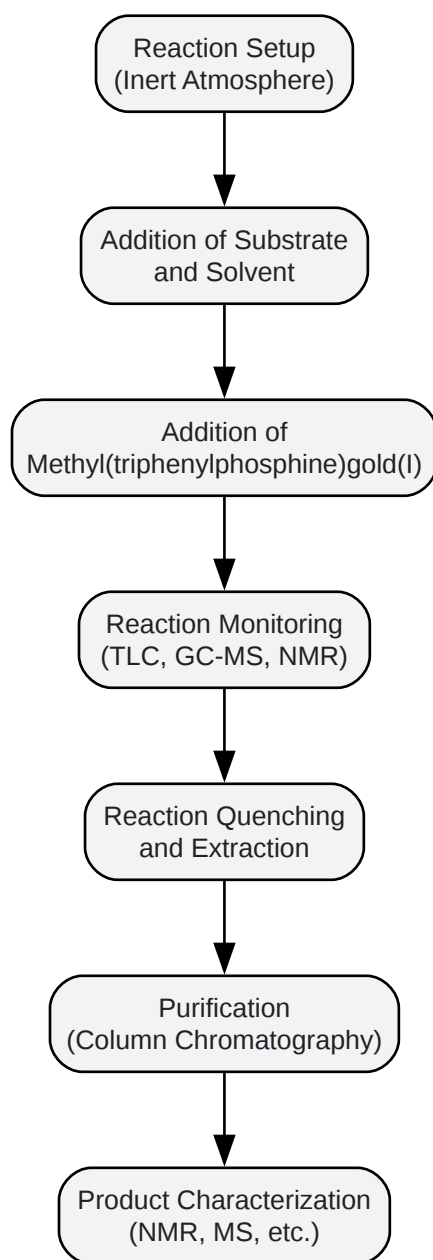 Reaction Setup
(Inert Atmosphere)
Addition of Substrate
and Solvent
Addition of
Methyl(triphenylphosphine)gold(I)
Reaction Monitoring
(TLC, GC-MS, NMR)
Reaction Quenching
and Extraction
Purification
(Column Chromatography)
Product Characterization
(NMR, MS, etc.)